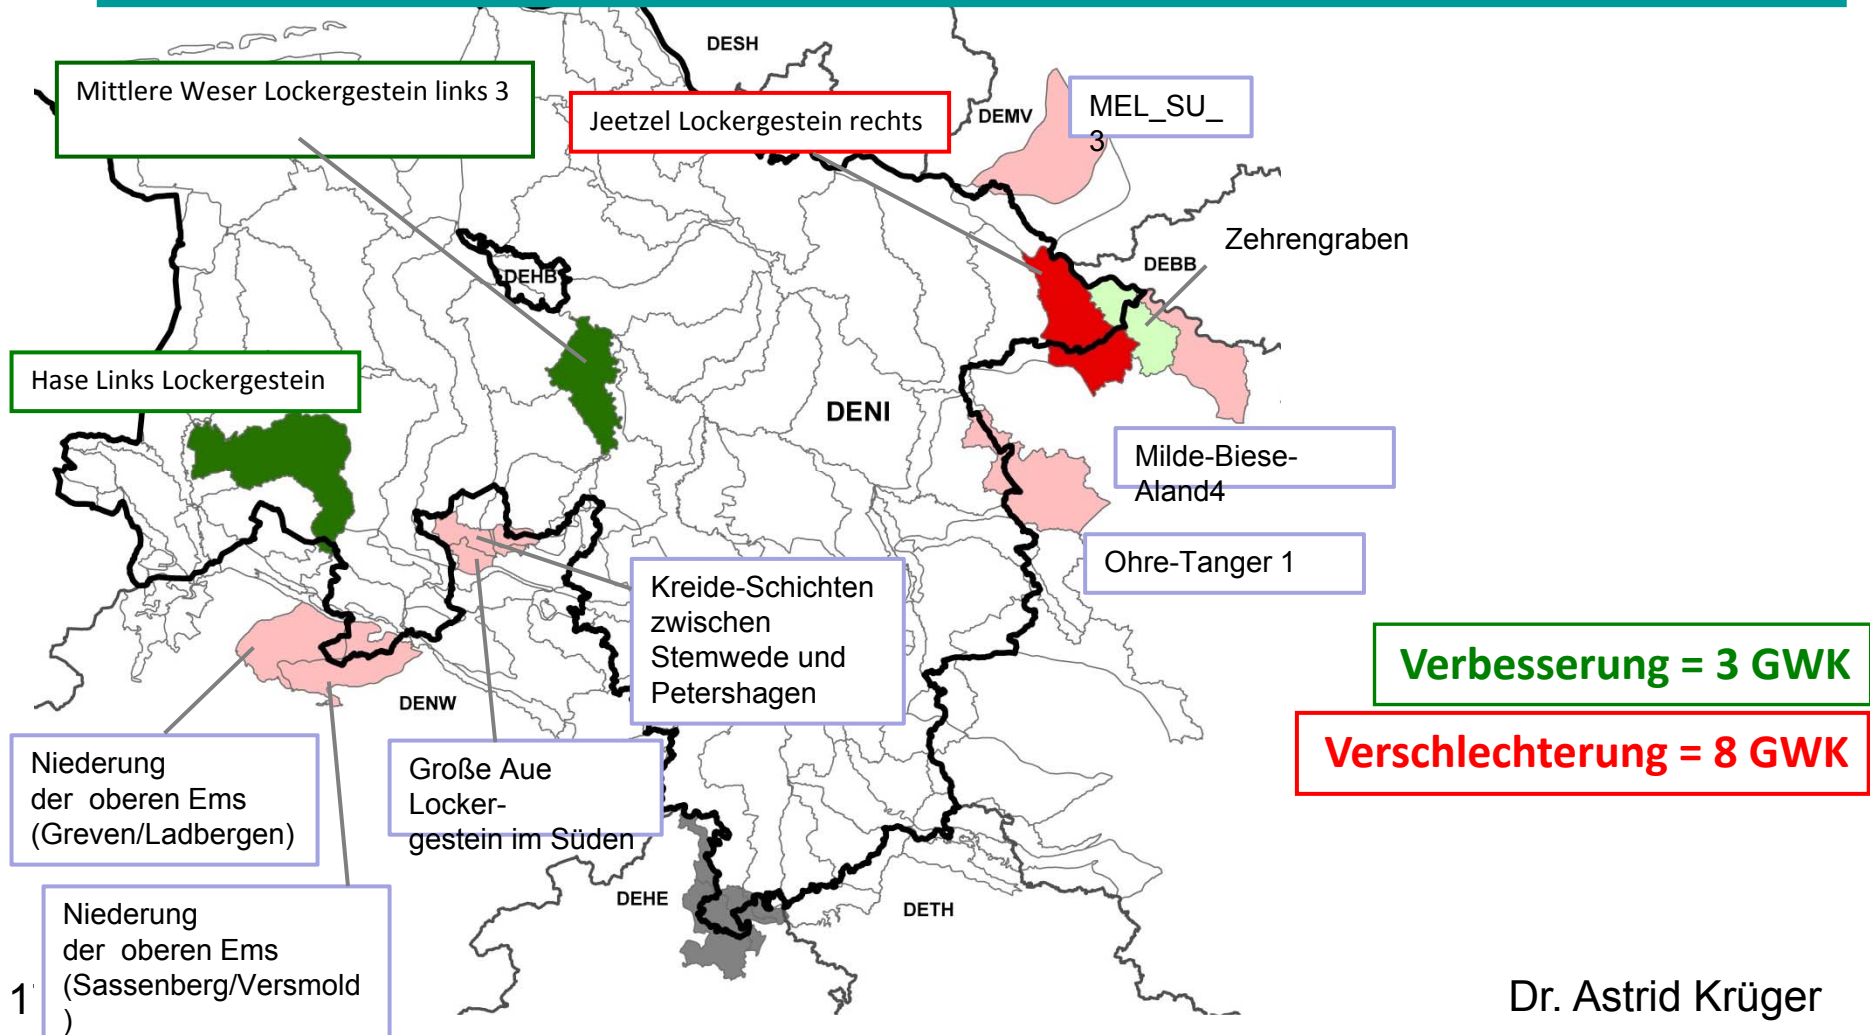 DESH
Mittlere Weser Lockergestein links 3
Jeetzel Lockergestein rechts
DEMV
MEL_SU_
3
Zehrengraben
DEHB
DEBB
Hase Links Lockergestein
DENI
Milde-Biese-
Aland4
Ohre-Tanger 1
Kreide-Schichten
zwischen
Stemwede und
Petershagen
Verbesserung = 3 GWK
Verschlechterung = 8 GWK
DENW
Niederung
der oberen Ems
(Greven/Ladbergen)
Große Aue
Locker-
gestein im Süden
DEHE
DETH
Niederung
der oberen Ems
(Sassenberg/Versmold
)
Dr. Astrid Krüger